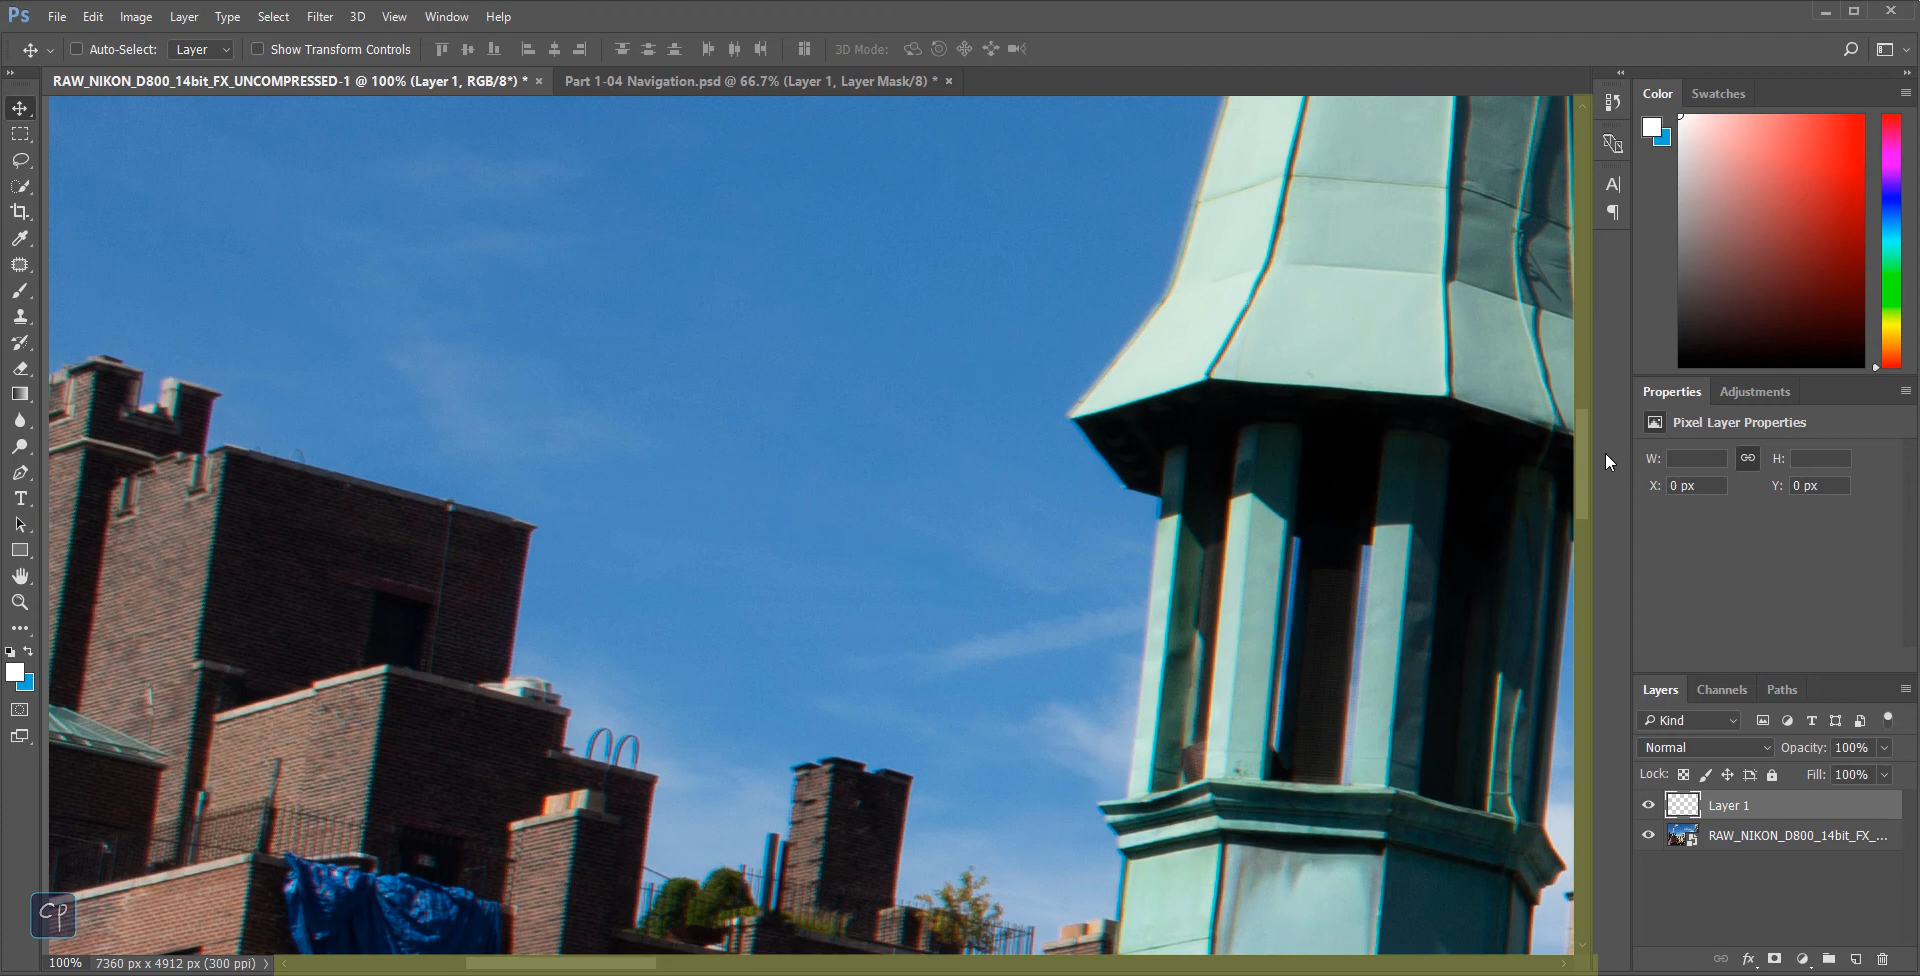 Ps File Edit Image Layer Type Select Filter 3D View Window Help
Auto-Select: Layer Show Transform Controls 3D Mode:
RAW_NIKON_D800_14bit_FX_UNCOMPRESSED-1 @ 100% (Layer 1, RGB/8*) * × Part 1-04 Navigation.psd @ 66.7% (Layer 1, Layer Mask/8) * ×
Color Swatches
Properties Adjustments
Pixel Layer Properties
W: H:
X: 0 px Y: 0 px
Layers Channels Paths
Kind
Normal Opacity: 100%
Lock: Fill: 100%
Layer 1
RAW_NIKON_D800_14bit_FX_...
Cp
100% 7360 px x 4912 px (300 ppi)
fx